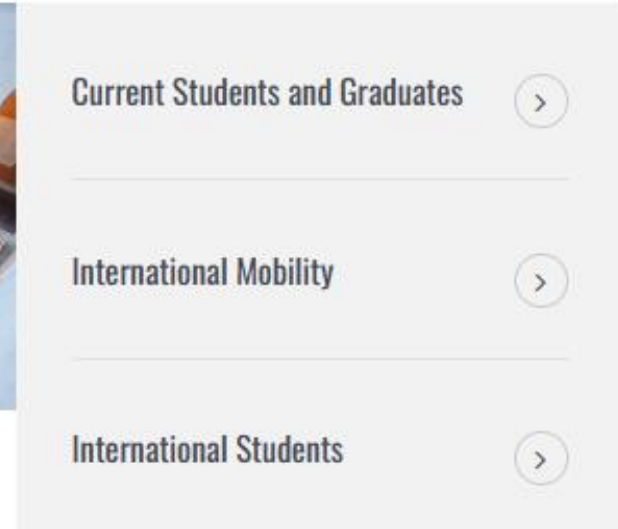 Current Students and Graduates
International Mobility
International Students